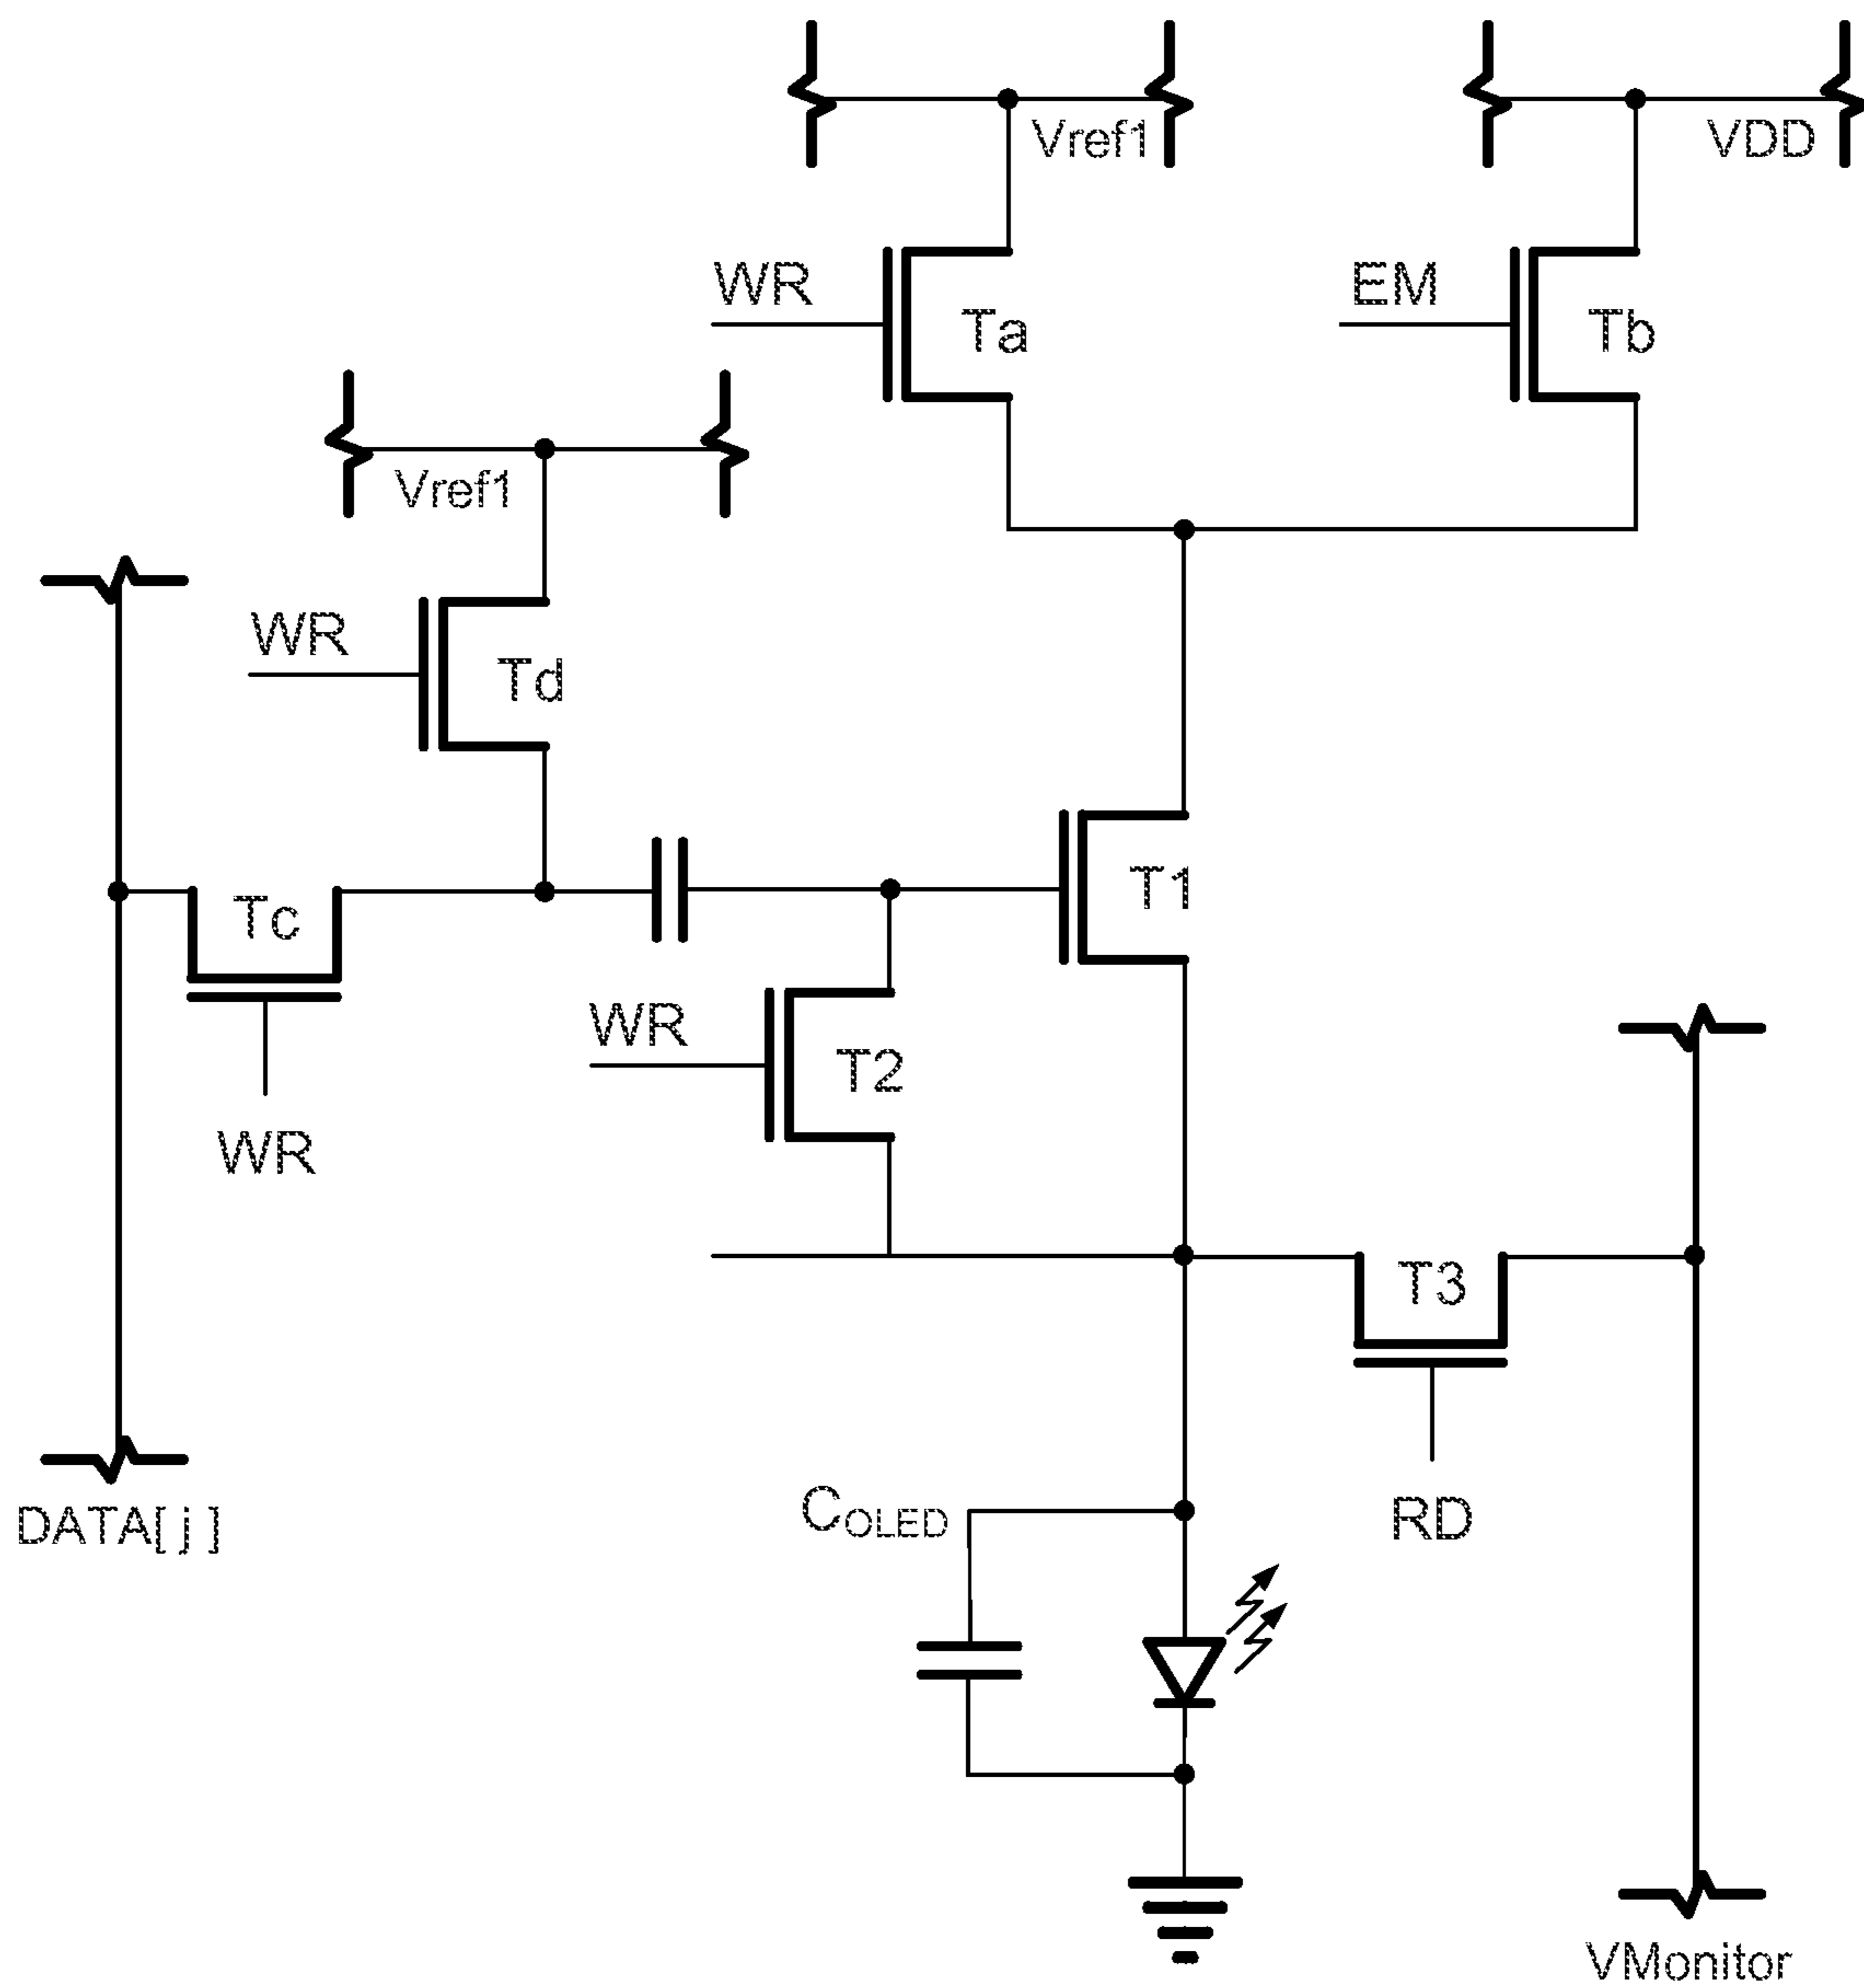 Vref1
VDD
WR
Ta
EM
Tb
Vref1
WR
Td
Tc
T1
WR
T2
WR
T3
COLED
RD
DATA[ j ]
VMonitor